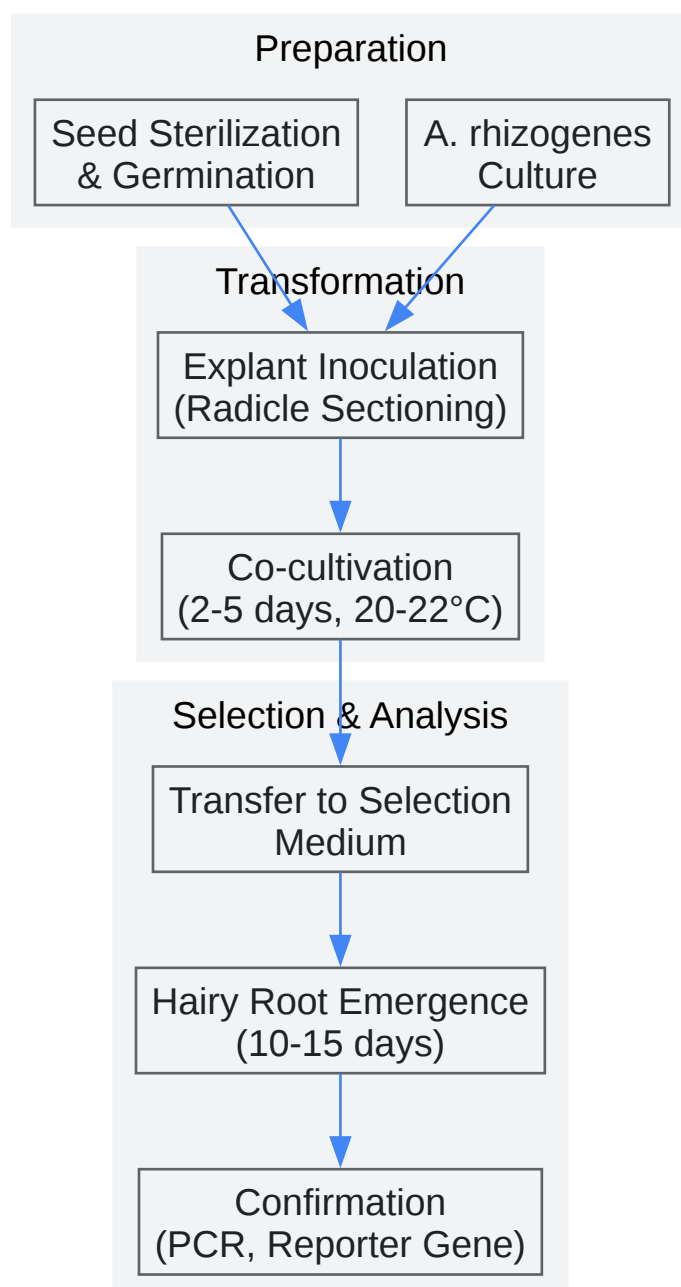 Preparation
Seed Sterilization
& Germination
A. rhizogenes
Culture
Transformation
Explant Inoculation
(Radicle Sectioning)
Co-cultivation
(2-5 days, 20-22°C)
Selection & Analysis
Transfer to Selection
Medium
Hairy Root Emergence
(10-15 days)
Confirmation
(PCR, Reporter Gene)